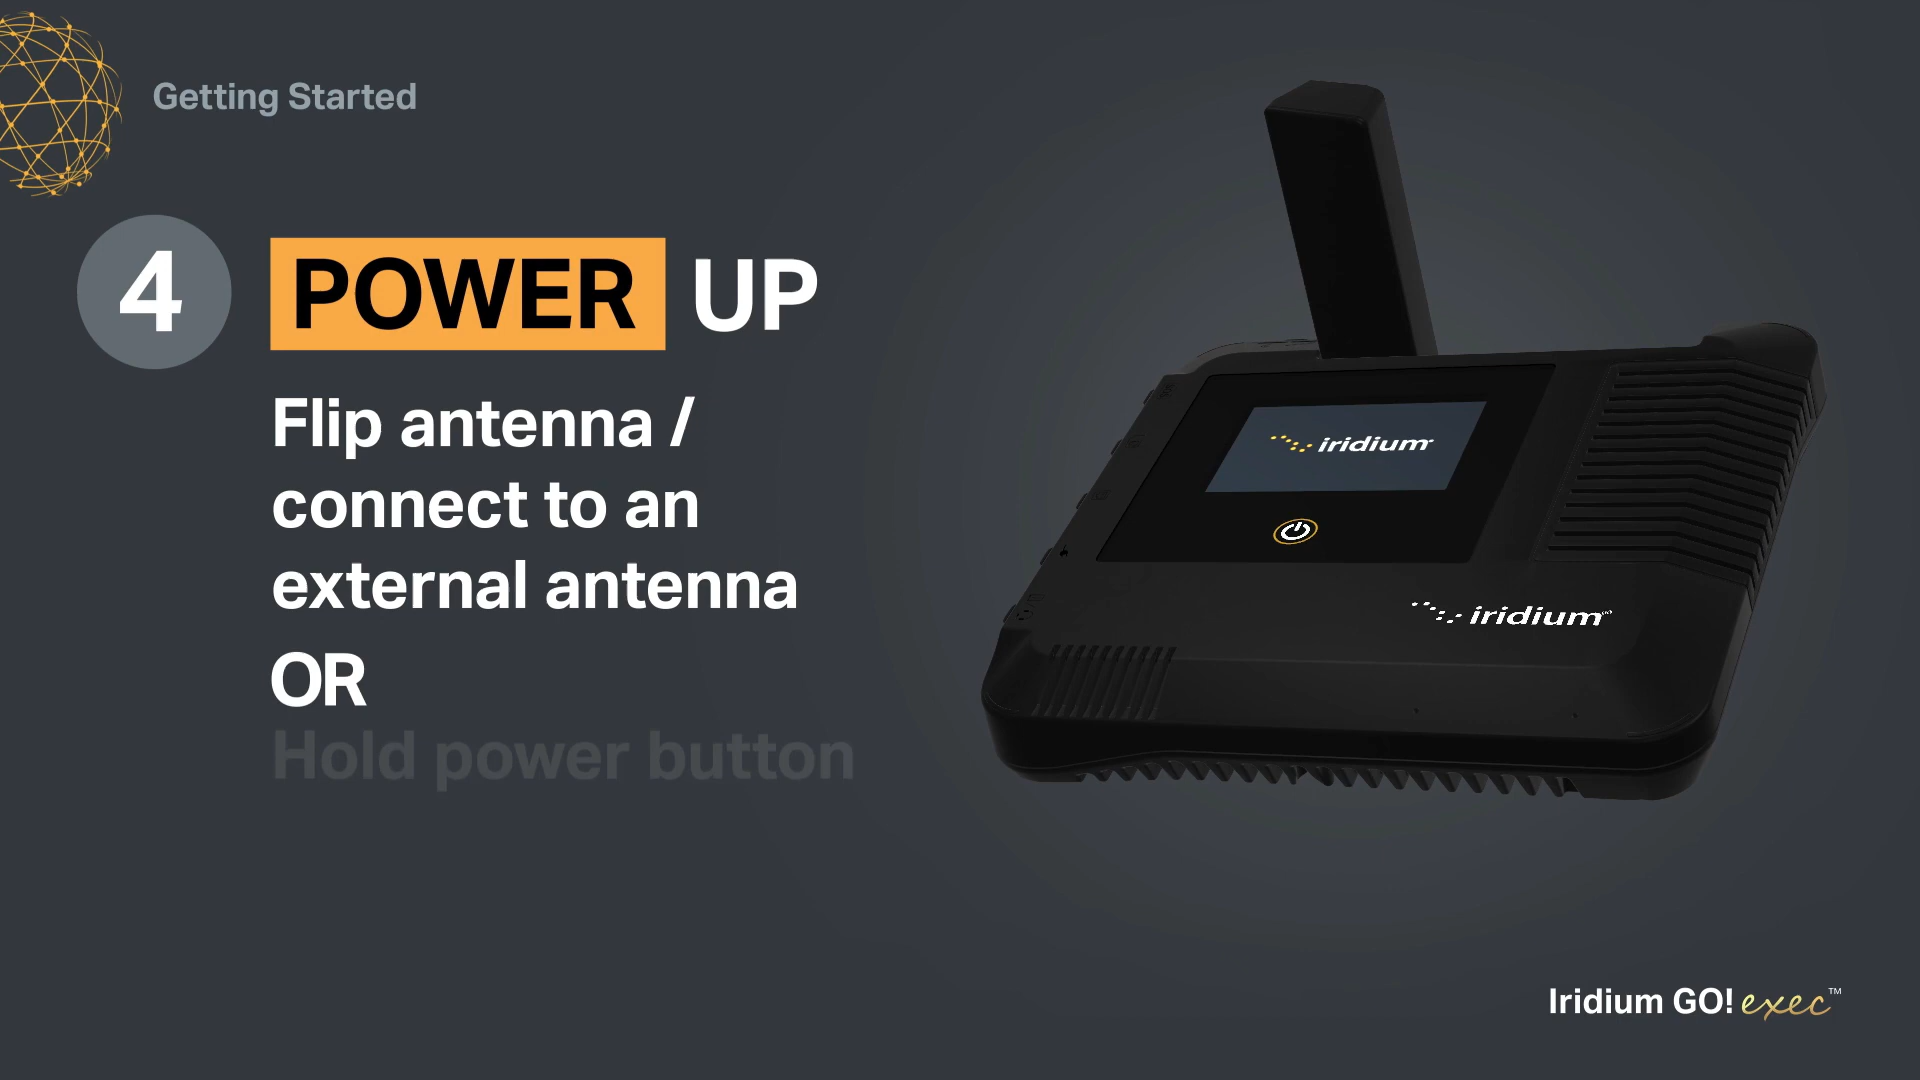 Getting Started
4
POWER UP
Flip antenna /
connect to an
external antenna
OR
Hold power button
iridium
iridium
Iridium GO! exec™